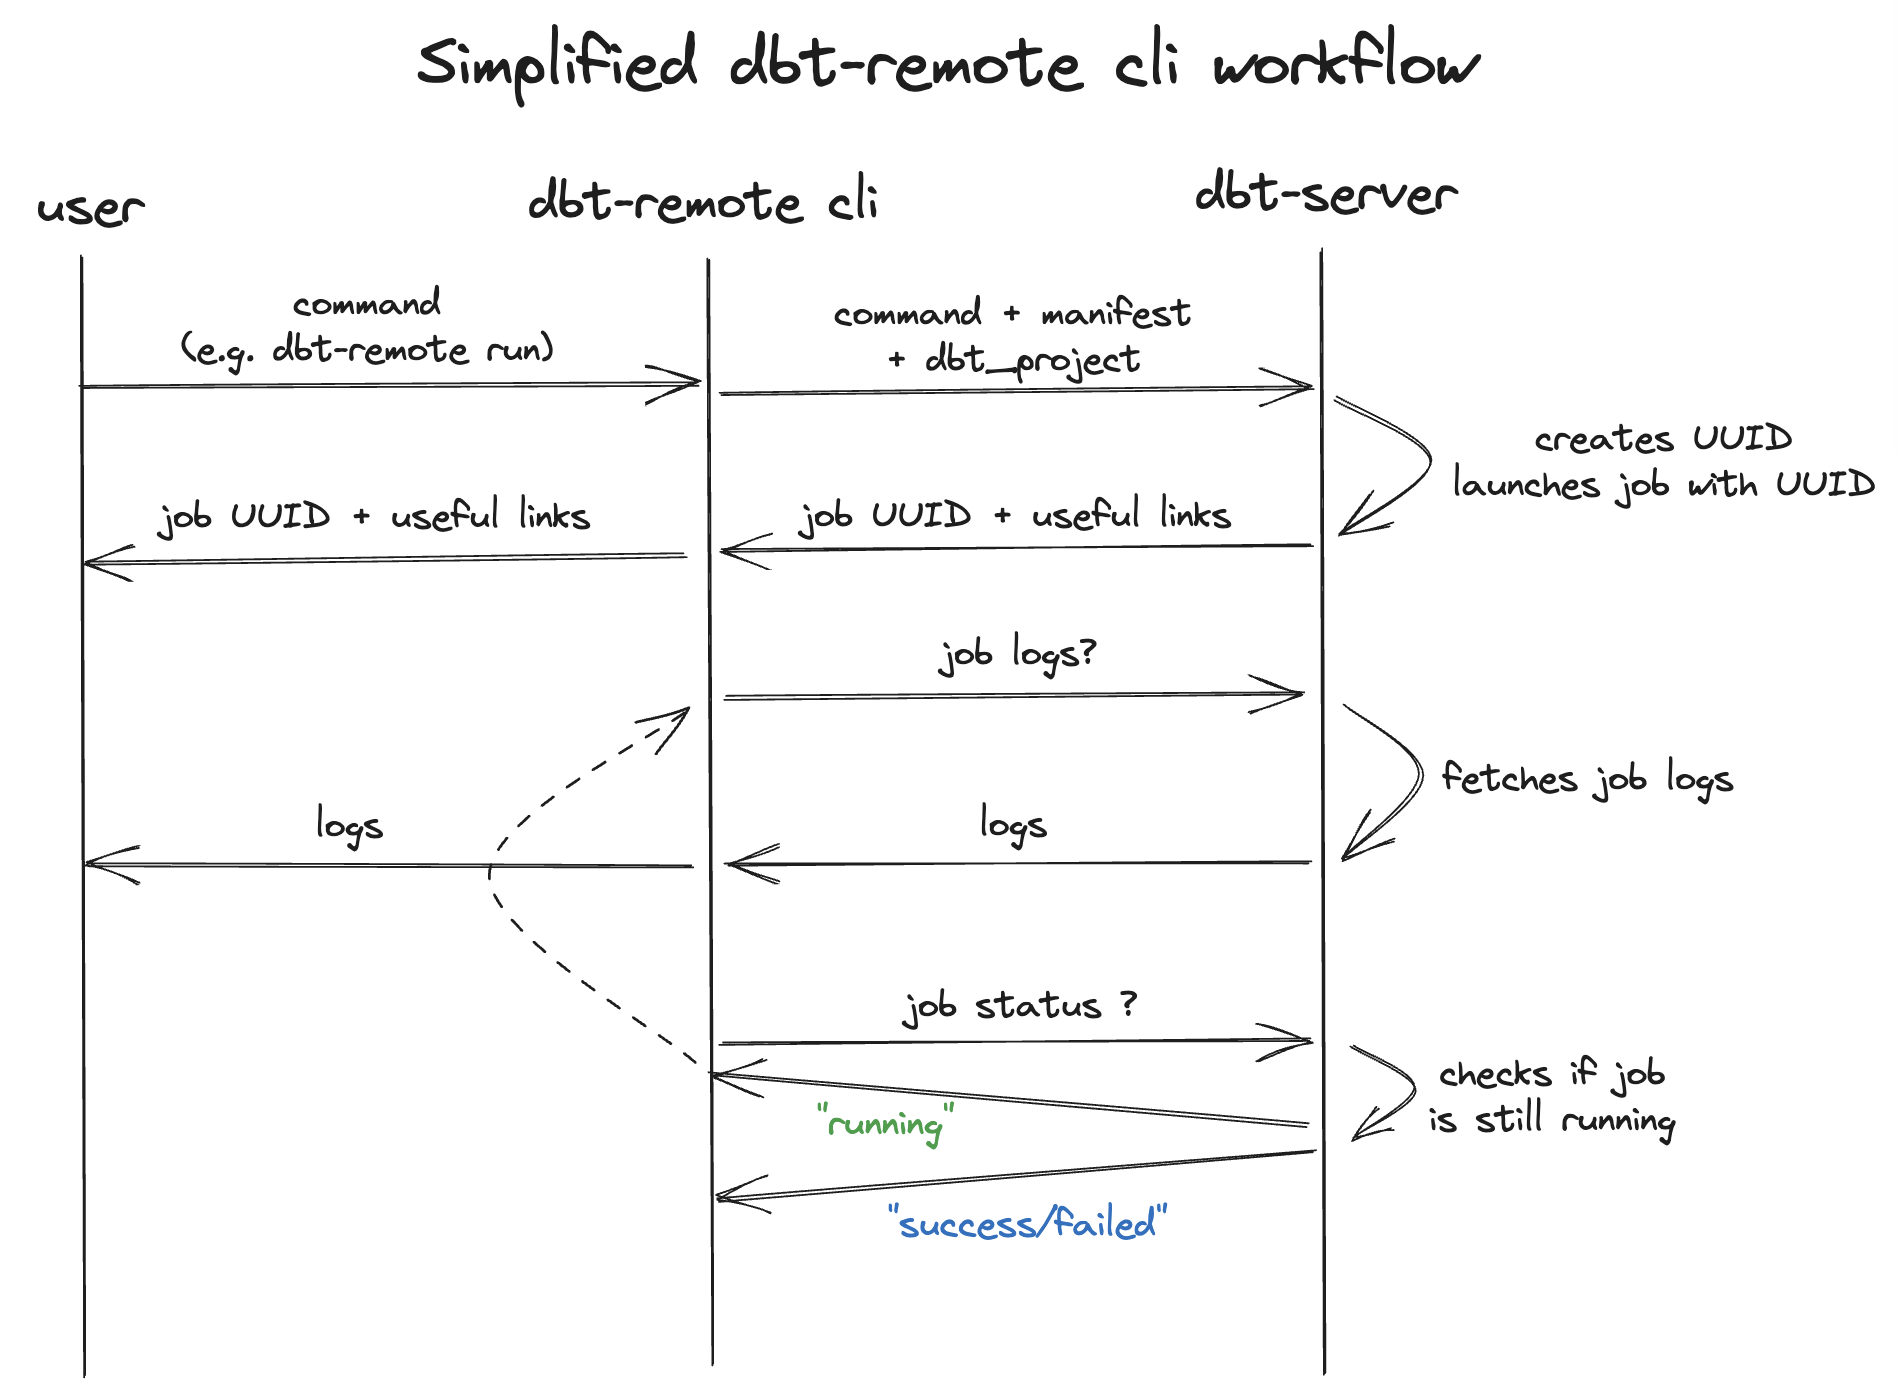 Simplified dbt-remote cli workflow
user
dbt-remote cli
dbt-server
command
(e.g. dbt-remote run)
command + manifest
+ dbt_project
creates UUID
launches job with UUID
job UUID + useful links
job UUID + useful links
job logs?
fetches job logs
logs
logs
job status ?
checks if job
is still running
"running"
"success/failed"